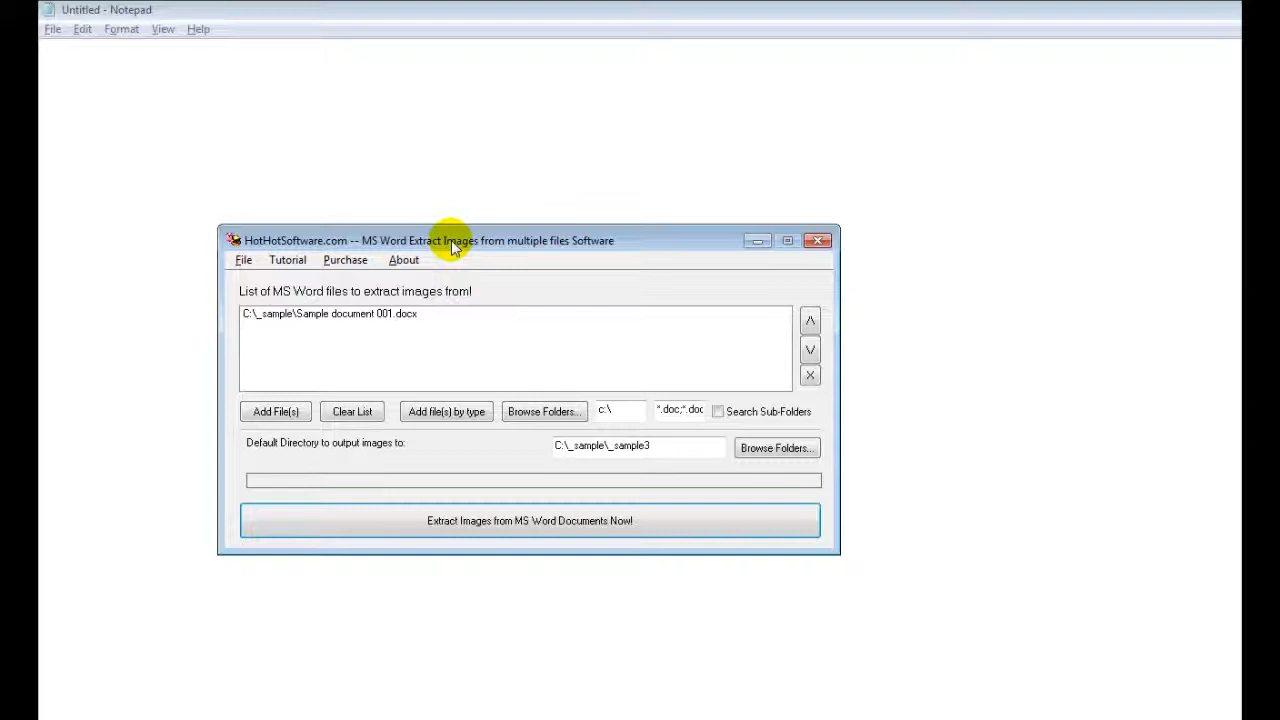 Untitled - Notepad
File Edit Format View Help
HotHotSoftware.com -- MS Word Extract Images from multiple files Software
File Tutorial Purchase About
List of MS Word files to extract images from!
C:\_sample\Sample document 001.docx
/\
\/
X
Add File(s) Clear List Add file(s) by type Browse Folders... c:\ *.doc;*.doc Search Sub-Folders
Default Directory to output images to: C:\_sample\_sample3 Browse Folders...
Extract Images from MS Word Documents Now!